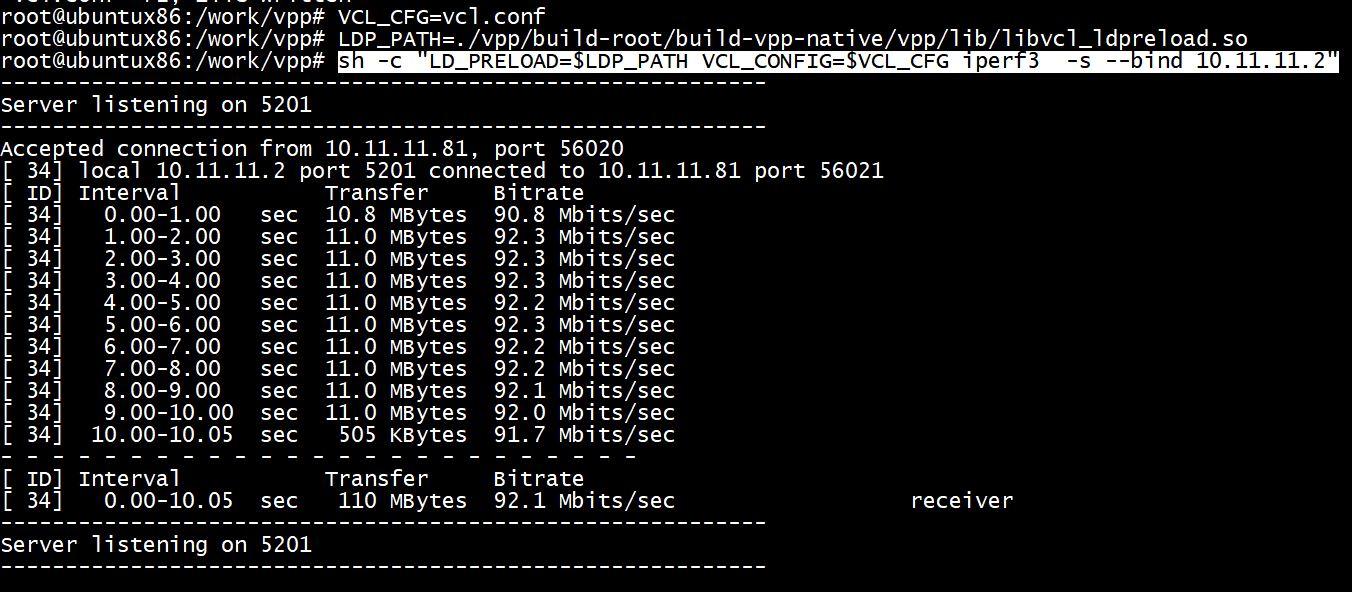 root@ubuntux86:/work/vpp# VCL_CFG=vcl.conf
root@ubuntux86:/work/vpp# LDP_PATH=./vpp/build-root/build-vpp-native/vpp/lib/libvcl_ldpreload.so
root@ubuntux86:/work/vpp# sh -c "LD_PRELOAD=$LDP_PATH VCL_CONFIG=$VCL_CFG iperf3  -s --bind 10.11.11.2"
-----------------------------------------------------------
Server listening on 5201
-----------------------------------------------------------
Accepted connection from 10.11.11.81, port 56020
[ 34] local 10.11.11.2 port 5201 connected to 10.11.11.81 port 56021
[ ID] Interval           Transfer     Bitrate
[ 34]   0.00-1.00   sec  10.8 MBytes  90.8 Mbits/sec
[ 34]   1.00-2.00   sec  11.0 MBytes  92.3 Mbits/sec
[ 34]   2.00-3.00   sec  11.0 MBytes  92.3 Mbits/sec
[ 34]   3.00-4.00   sec  11.0 MBytes  92.3 Mbits/sec
[ 34]   4.00-5.00   sec  11.0 MBytes  92.2 Mbits/sec
[ 34]   5.00-6.00   sec  11.0 MBytes  92.3 Mbits/sec
[ 34]   6.00-7.00   sec  11.0 MBytes  92.2 Mbits/sec
[ 34]   7.00-8.00   sec  11.0 MBytes  92.2 Mbits/sec
[ 34]   8.00-9.00   sec  11.0 MBytes  92.1 Mbits/sec
[ 34]   9.00-10.00  sec  11.0 MBytes  92.0 Mbits/sec
[ 34]  10.00-10.05  sec   505 KBytes  91.7 Mbits/sec
- - - - - - - - - - - - - - - - - - - - - - - - -
[ ID] Interval           Transfer     Bitrate
[ 34]   0.00-10.05  sec   110 MBytes  92.1 Mbits/sec                  receiver
-----------------------------------------------------------
Server listening on 5201
-----------------------------------------------------------